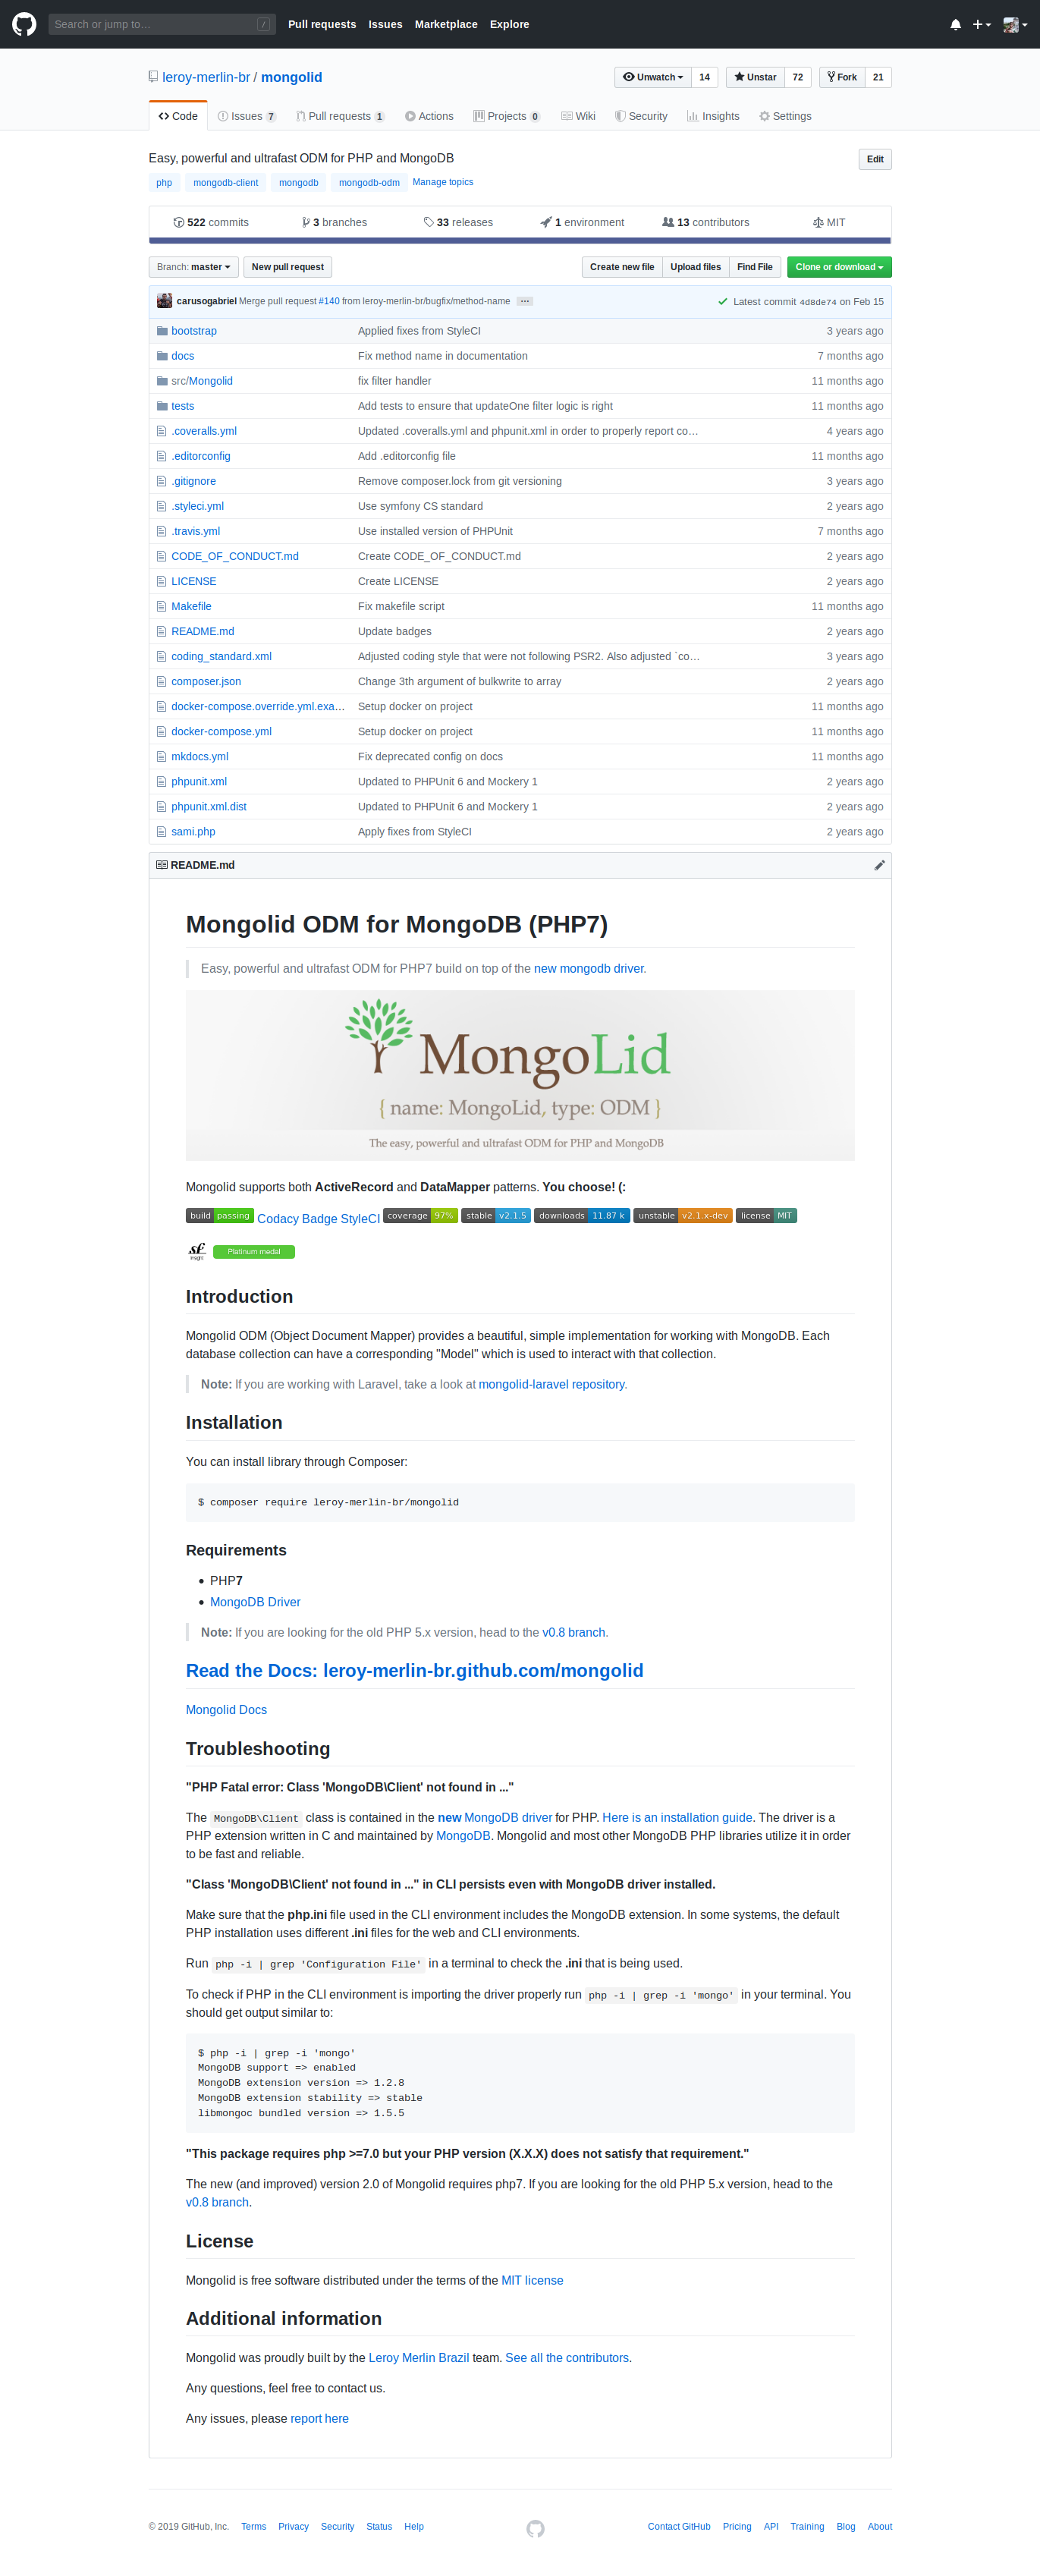 Search or jump to… / Pull requests Issues Marketplace Explore
leroy-merlin-br / mongolid Unwatch 14 Unstar 72 Fork 21
Code Issues 7 Pull requests 1 Actions Projects 0 Wiki Security Insights Settings
Easy, powerful and ultrafast ODM for PHP and MongoDB Edit
php mongodb-client mongodb mongodb-odm Manage topics
522 commits 3 branches 33 releases 1 environment 13 contributors MIT
Branch: master New pull request Create new file Upload files Find File Clone or download
carusogabriel Merge pull request #140 from leroy-merlin-br/bugfix/method-name … Latest commit 4d8de74 on Feb 15
bootstrap Applied fixes from StyleCI 3 years ago
docs Fix method name in documentation 7 months ago
src/Mongolid fix filter handler 11 months ago
tests Add tests to ensure that updateOne filter logic is right 11 months ago
.coveralls.yml Updated .coveralls.yml and phpunit.xml in order to properly report co… 4 years ago
.editorconfig Add .editorconfig file 11 months ago
.gitignore Remove composer.lock from git versioning 3 years ago
.styleci.yml Use symfony CS standard 2 years ago
.travis.yml Use installed version of PHPUnit 7 months ago
CODE_OF_CONDUCT.md Create CODE_OF_CONDUCT.md 2 years ago
LICENSE Create LICENSE 2 years ago
Makefile Fix makefile script 11 months ago
README.md Update badges 2 years ago
coding_standard.xml Adjusted coding style that were not following PSR2. Also adjusted `co… 3 years ago
composer.json Change 3th argument of bulkwrite to array 2 years ago
docker-compose.override.yml.exa… Setup docker on project 11 months ago
docker-compose.yml Setup docker on project 11 months ago
mkdocs.yml Fix deprecated config on docs 11 months ago
phpunit.xml Updated to PHPUnit 6 and Mockery 1 2 years ago
phpunit.xml.dist Updated to PHPUnit 6 and Mockery 1 2 years ago
sami.php Apply fixes from StyleCI 2 years ago
README.md
Mongolid ODM for MongoDB (PHP7)
Easy, powerful and ultrafast ODM for PHP7 build on top of the new mongodb driver.
MongoLid
{ name: MongoLid, type: ODM }
The easy, powerful and ultrafast ODM for PHP and MongoDB
Mongolid supports both ActiveRecord and DataMapper patterns. You choose! (:
build passing Codacy Badge StyleCI coverage 97% stable v2.1.5 downloads 11.87 k unstable v2.1.x-dev license MIT
sf insight Platinum medal
Introduction
Mongolid ODM (Object Document Mapper) provides a beautiful, simple implementation for working with MongoDB. Each
database collection can have a corresponding "Model" which is used to interact with that collection.
Note: If you are working with Laravel, take a look at mongolid-laravel repository.
Installation
You can install library through Composer:
$ composer require leroy-merlin-br/mongolid
Requirements
• PHP7
• MongoDB Driver
Note: If you are looking for the old PHP 5.x version, head to the v0.8 branch.
Read the Docs: leroy-merlin-br.github.com/mongolid
Mongolid Docs
Troubleshooting
"PHP Fatal error: Class 'MongoDB\Client' not found in ..."
The MongoDB\Client class is contained in the new MongoDB driver for PHP. Here is an installation guide. The driver is a
PHP extension written in C and maintained by MongoDB. Mongolid and most other MongoDB PHP libraries utilize it in order
to be fast and reliable.
"Class 'MongoDB\Client' not found in ..." in CLI persists even with MongoDB driver installed.
Make sure that the php.ini file used in the CLI environment includes the MongoDB extension. In some systems, the default
PHP installation uses different .ini files for the web and CLI environments.
Run php -i | grep 'Configuration File' in a terminal to check the .ini that is being used.
To check if PHP in the CLI environment is importing the driver properly run php -i | grep -i 'mongo' in your terminal. You
should get output similar to:
$ php -i | grep -i 'mongo'
MongoDB support => enabled
MongoDB extension version => 1.2.8
MongoDB extension stability => stable
libmongoc bundled version => 1.5.5
"This package requires php >=7.0 but your PHP version (X.X.X) does not satisfy that requirement."
The new (and improved) version 2.0 of Mongolid requires php7. If you are looking for the old PHP 5.x version, head to the
v0.8 branch.
License
Mongolid is free software distributed under the terms of the MIT license
Additional information
Mongolid was proudly built by the Leroy Merlin Brazil team. See all the contributors.
Any questions, feel free to contact us.
Any issues, please report here
© 2019 GitHub, Inc. Terms Privacy Security Status Help Contact GitHub Pricing API Training Blog About